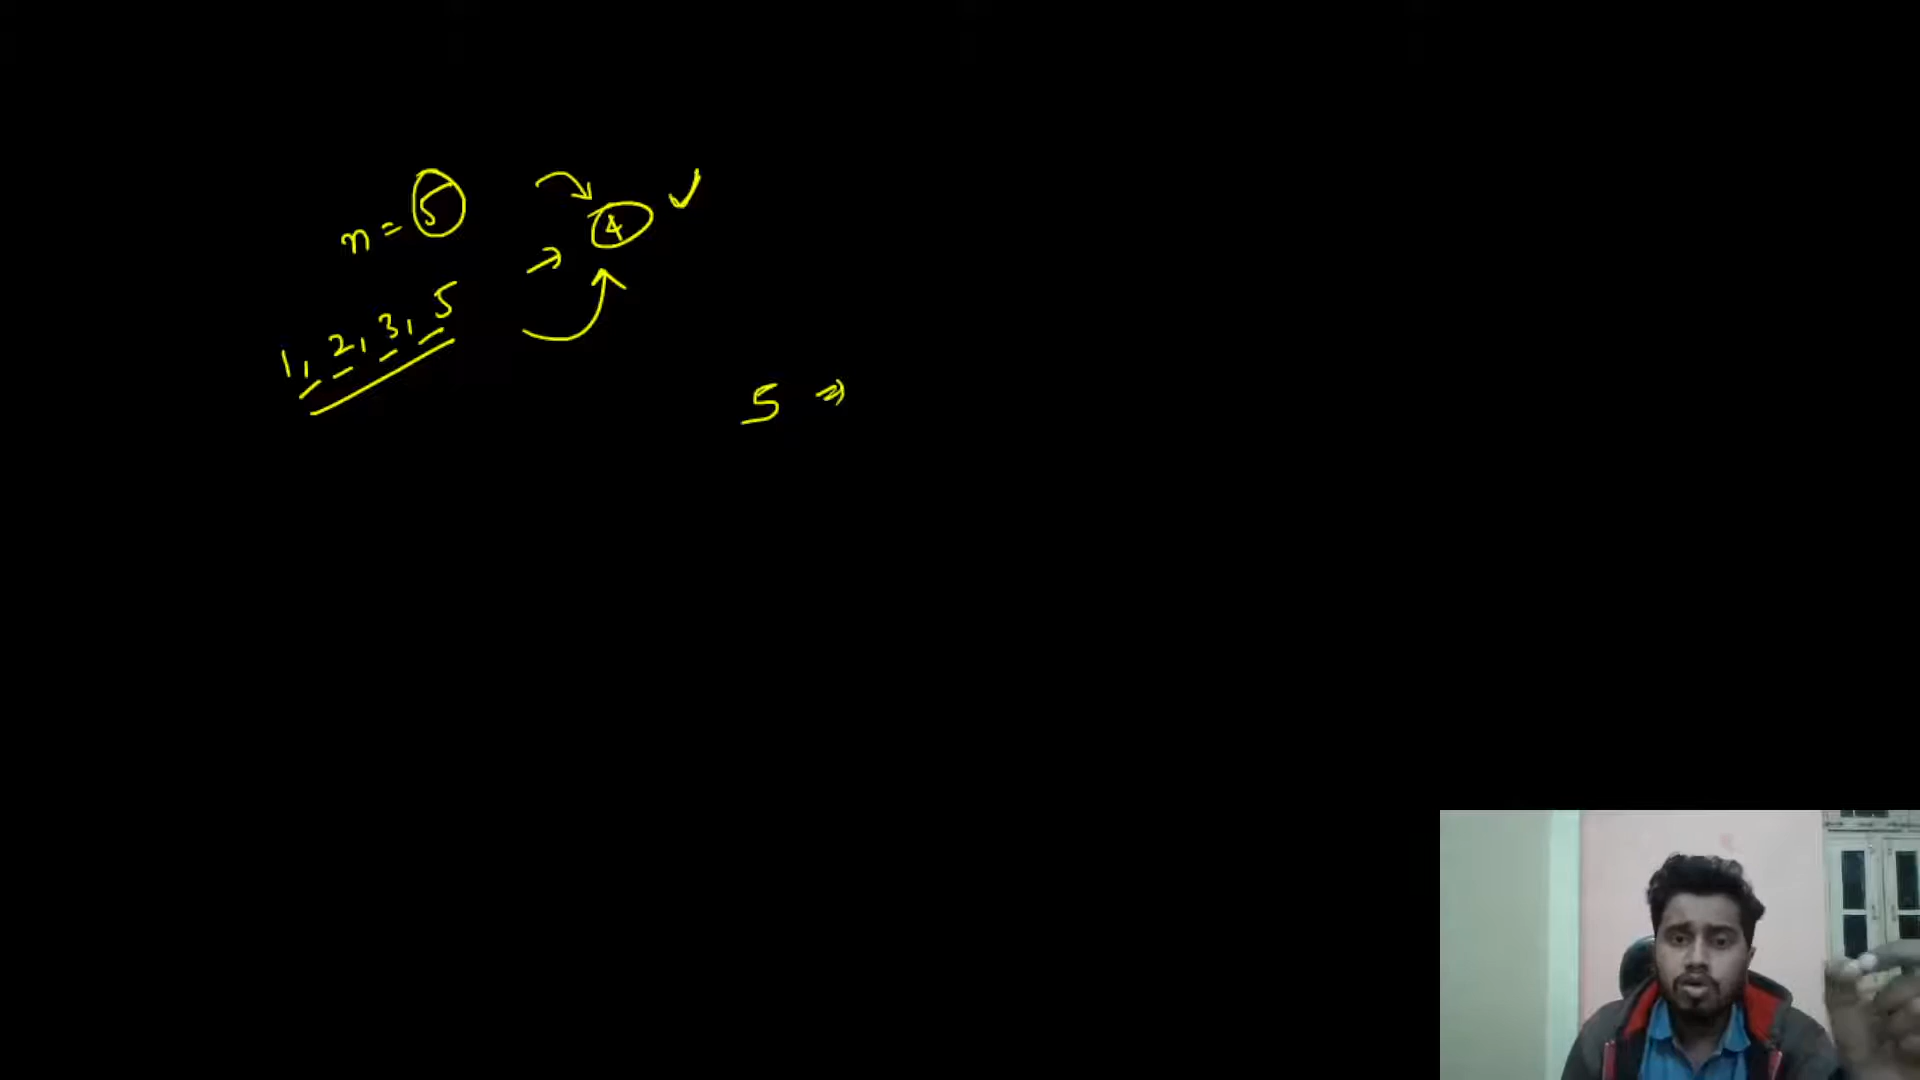 n = 5
4 ✓
→
1, 2, 3, 5
5 ⇒